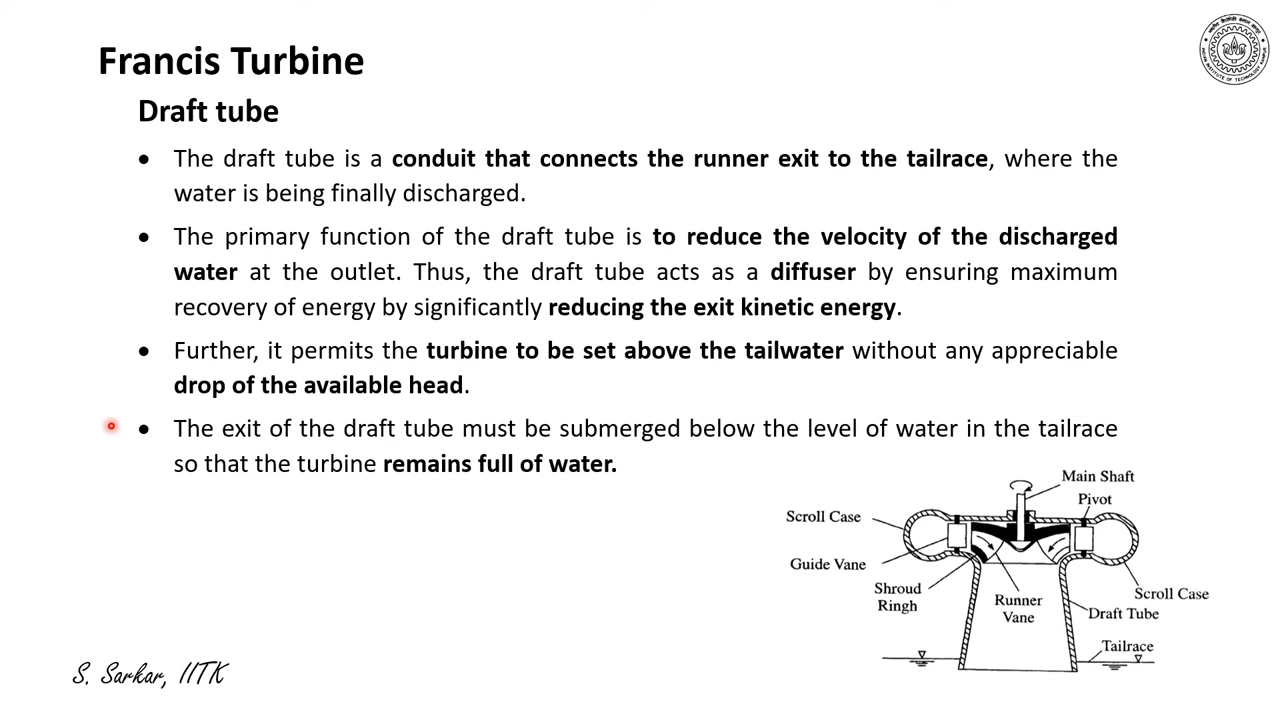 Francis Turbine
Draft tube
• The draft tube is a conduit that connects the runner exit to the tailrace, where the
water is being finally discharged.
• The primary function of the draft tube is to reduce the velocity of the discharged
water at the outlet. Thus, the draft tube acts as a diffuser by ensuring maximum
recovery of energy by significantly reducing the exit kinetic energy.
• Further, it permits the turbine to be set above the tailwater without any appreciable
drop of the available head.
• The exit of the draft tube must be submerged below the level of water in the tailrace
so that the turbine remains full of water.
Main Shaft
Pivot
Scroll Case
Guide Vane
Shroud
Ringh
Runner
Vane
Scroll Case
Draft Tube
Tailrace
S. Sarkar, IITK